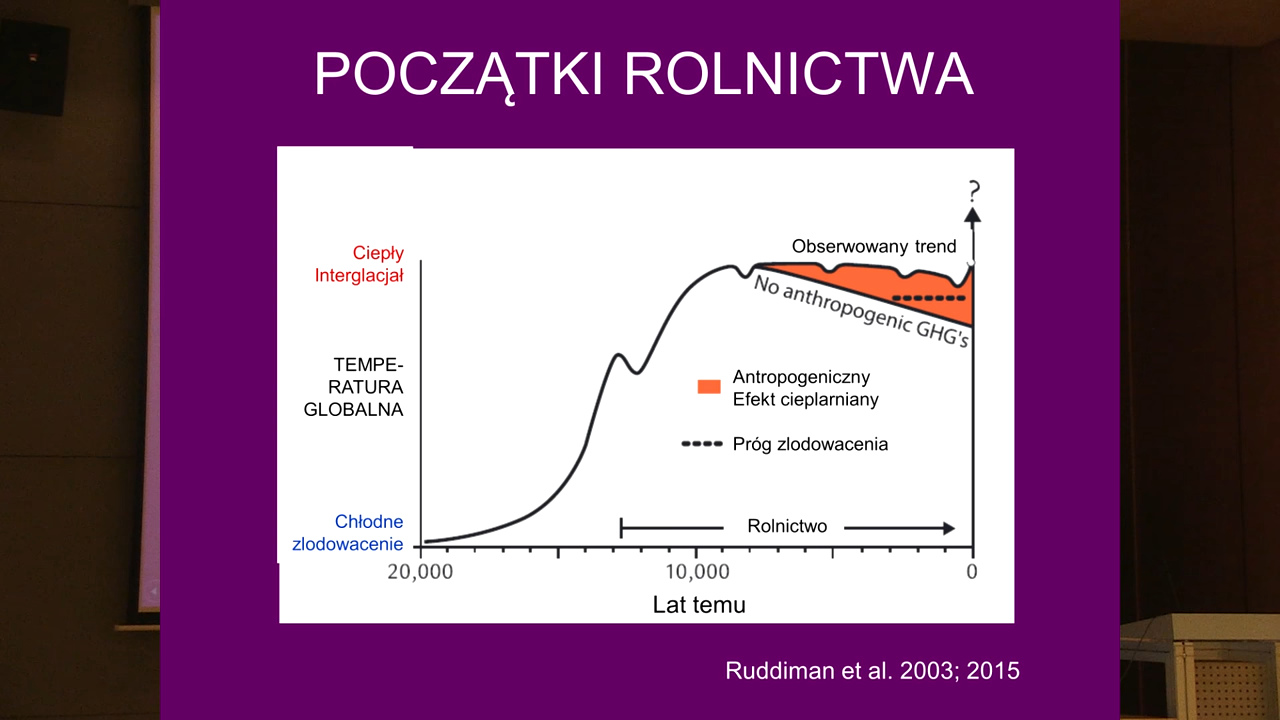 POCZĄTKI ROLNICTWA
?
Obserwowany trend
Ciepły
Interglacjał
No anthropogenic GHG's
TEMPE-
RATURA
GLOBALNA
Antropogeniczny
Efekt cieplarniany
Próg zlodowacenia
Chłodne
zlodowacenie
Rolnictwo
20,000
10,000
0
Lat temu
Ruddiman et al. 2003; 2015